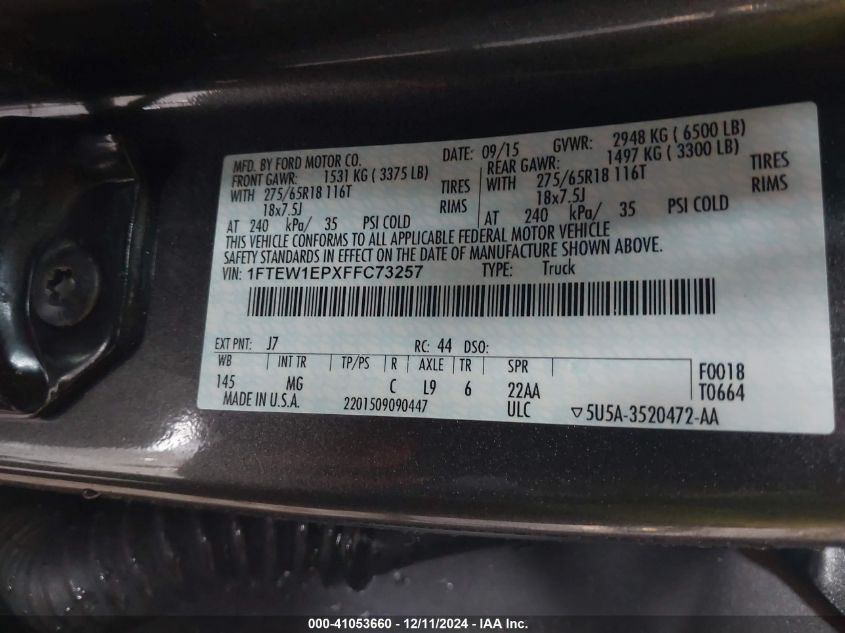 MFD. BY FORD MOTOR CO. DATE: 09/15 GVWR: 2948 KG ( 6500 LB)
FRONT GAWR: 1531 KG ( 3375 LB) REAR GAWR: 1497 KG ( 3300 LB)
WITH 275/65R18 116T TIRES WITH 275/65R18 116T TIRES
18x7.5J RIMS 18x7.5J RIMS
AT 240 kPa/ 35 PSI COLD AT 240 kPa/ 35 PSI COLD
THIS VEHICLE CONFORMS TO ALL APPLICABLE FEDERAL MOTOR VEHICLE
SAFETY STANDARDS IN EFFECT ON THE DATE OF MANUFACTURE SHOWN ABOVE.
VIN: 1FTEW1EPXFFC73257 TYPE: Truck
EXT PNT: J7 RC: 44 DSO:
WB INT TR TP/PS R AXLE TR SPR F0018
145 MG C L9 6 22AA T0664
MADE IN U.S.A. 2201509090447 ULC ▽5U5A-3520472-AA
000-41053660 - 12/11/2024 - IAA Inc.